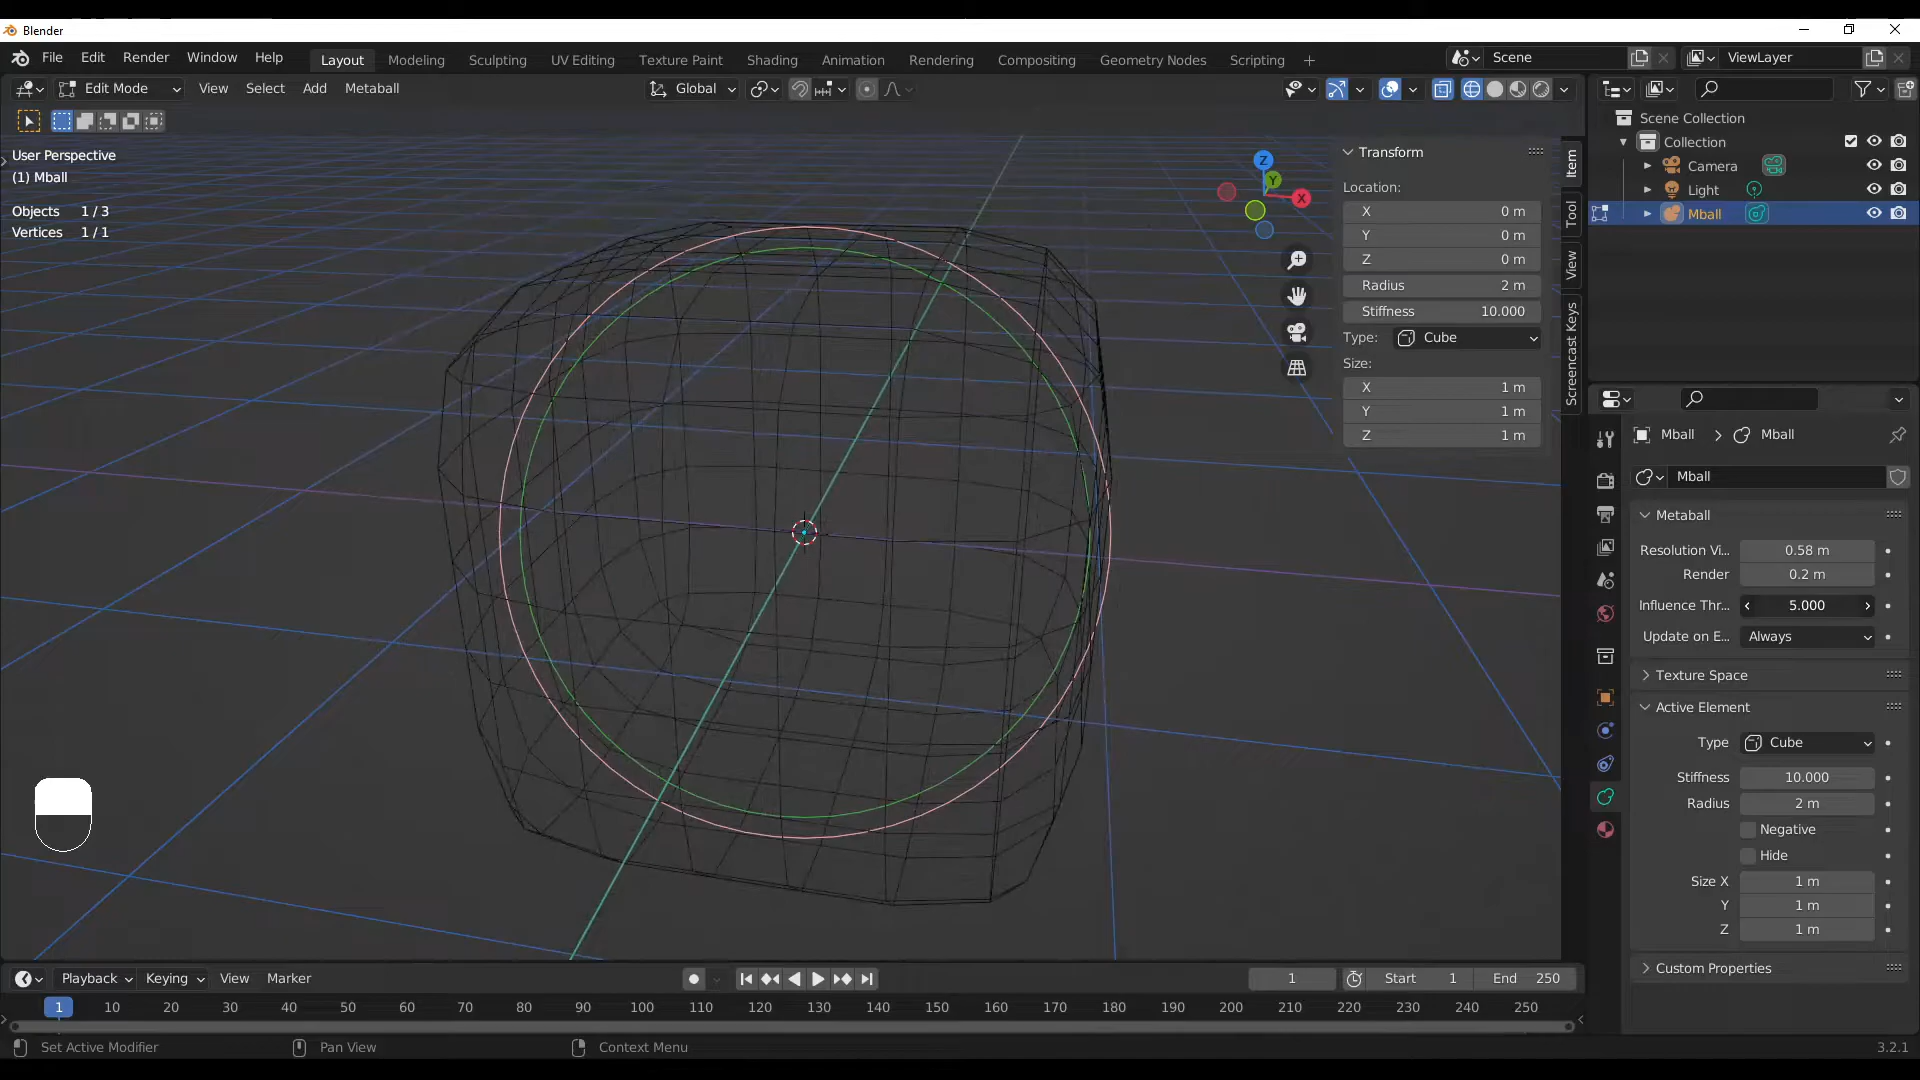 Blender
File Edit Render Window Help Layout Modeling Sculpting UV Editing Texture Paint Shading Animation Rendering Compositing Geometry Nodes Scripting + Scene ViewLayer
Edit Mode View Select Add Metaball Global
User Perspective
(1) Mball
Objects 1 / 3
Vertices 1 / 1
Z
Y
X
Transform
Location:
X 0 m
Y 0 m
Z 0 m
Radius 2 m
Stiffness 10.000
Type: Cube
Size:
X 1 m
Y 1 m
Z 1 m
Item
Tool
View
Screencast Keys
Scene Collection
Collection
Camera
Light
Mball
Mball > Mball
Mball
Metaball
Resolution Vi... 0.58 m
Render 0.2 m
Influence Thr... 5.000
Update on E... Always
Texture Space
Active Element
Type Cube
Stiffness 10.000
Radius 2 m
Negative
Hide
Size X 1 m
Y 1 m
Z 1 m
Custom Properties
Playback Keying View Marker 1 Start 1 End 250
1 10 20 30 40 50 60 70 80 90 100 110 120 130 140 150 160 170 180 190 200 210 220 230 240 250
Set Active Modifier Pan View Context Menu 3.2.1